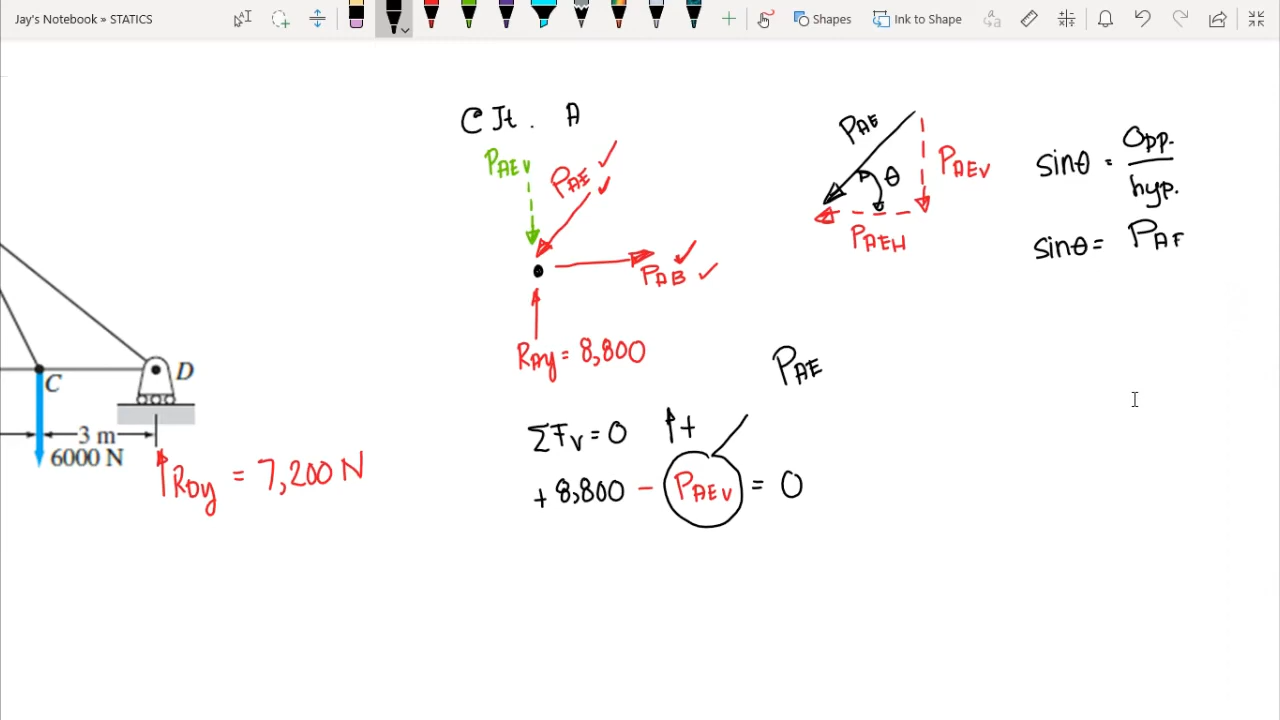 Jay's Notebook » STATICS
Shapes
Ink to Shape
@ Jt. A
PAEV
PAE
PAB
RAy = 8,800
PAE
θ
PAEV
PAEH
sinθ = Opp.
hyp.
sinθ = PAE
C
D
3 m
6000 N
RDy = 7,200 N
PAE
ΣFv = 0 ↑+
+ 8,800 - PAEV = 0